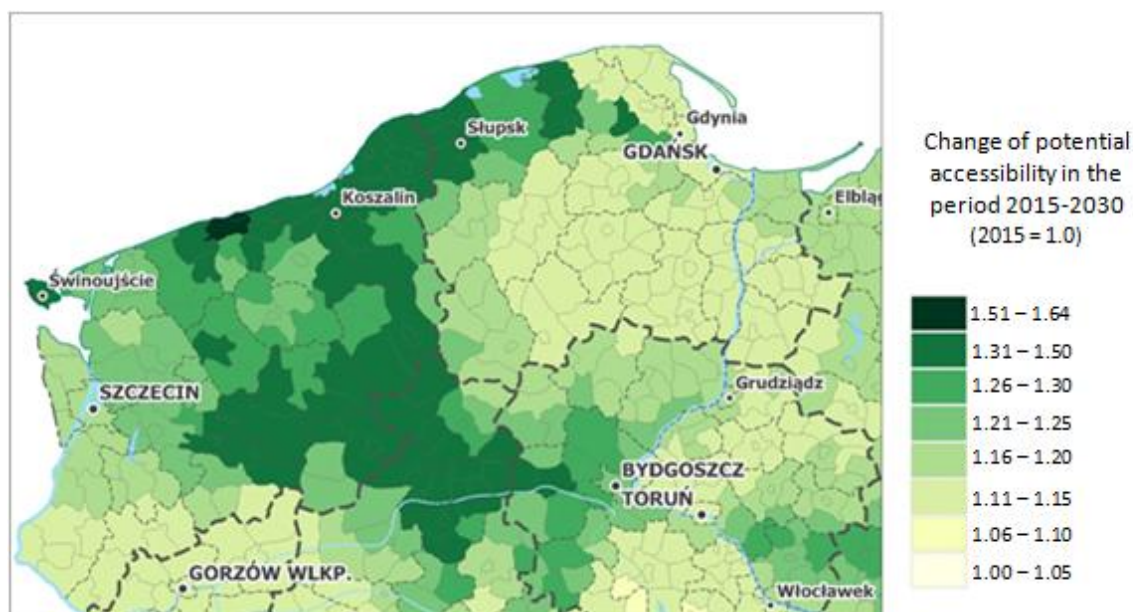 Gdynia
Słupsk
GDAŃSK
Koszalin
Elbląg
Świnoujście
SZCZECIN
Grudziądz
BYDGOSZCZ
TORUŃ
GORZÓW WLKP.
Włocławek
Change of potential
accessibility in the
period 2015-2030
(2015 = 1.0)
1.51 – 1.64
1.31 – 1.50
1.26 – 1.30
1.21 – 1.25
1.16 – 1.20
1.11 – 1.15
1.06 – 1.10
1.00 – 1.05